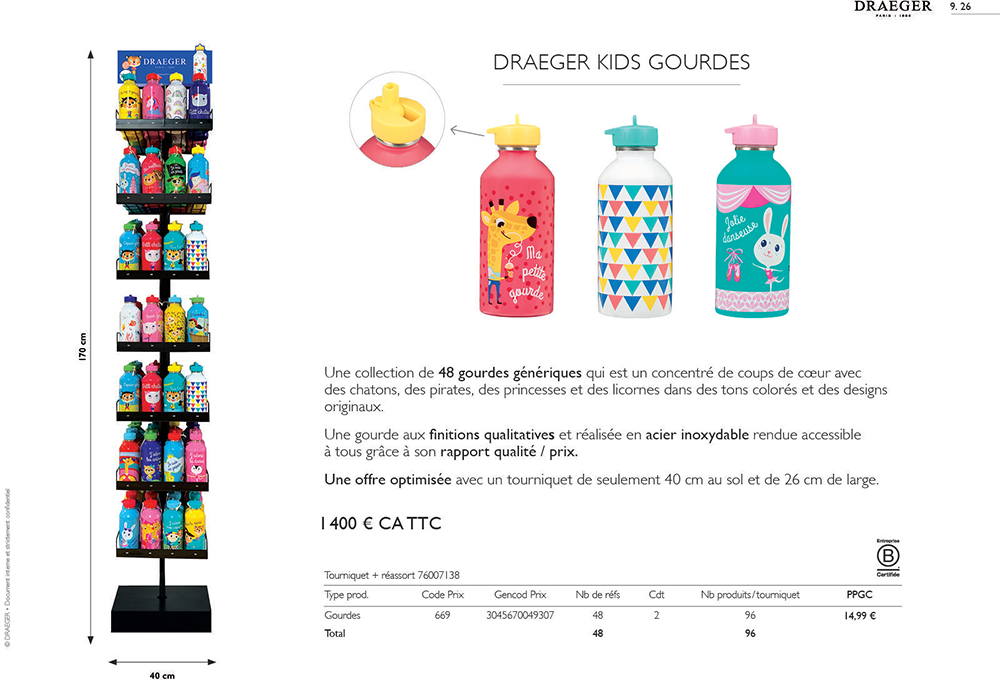 DRAEGER
PARIS · 1886
9. 26
DRAEGER KIDS GOURDES
DRAEGER
170 cm
Ma
petite
gourde
Jolie
danseuse
Une collection de 48 gourdes génériques qui est un concentré de coups de cœur avec
des chatons, des pirates, des princesses et des licornes dans des tons colorés et des designs
originaux.
Une gourde aux finitions qualitatives et réalisée en acier inoxydable rendue accessible
à tous grâce à son rapport qualité / prix.
Une offre optimisée avec un tourniquet de seulement 40 cm au sol et de 26 cm de large.
1 400 € CA TTC
Entreprise
B
Certifiée
Tourniquet + réassort 76007138
Type prod. Code Prix Gencod Prix Nb de réfs Cdt Nb produits/tourniquet PPGC
Gourdes 669 3045670049307 48 2 96 14,99 €
Total 48 96
40 cm
© DRAEGER • Document interne et strictement confidentiel